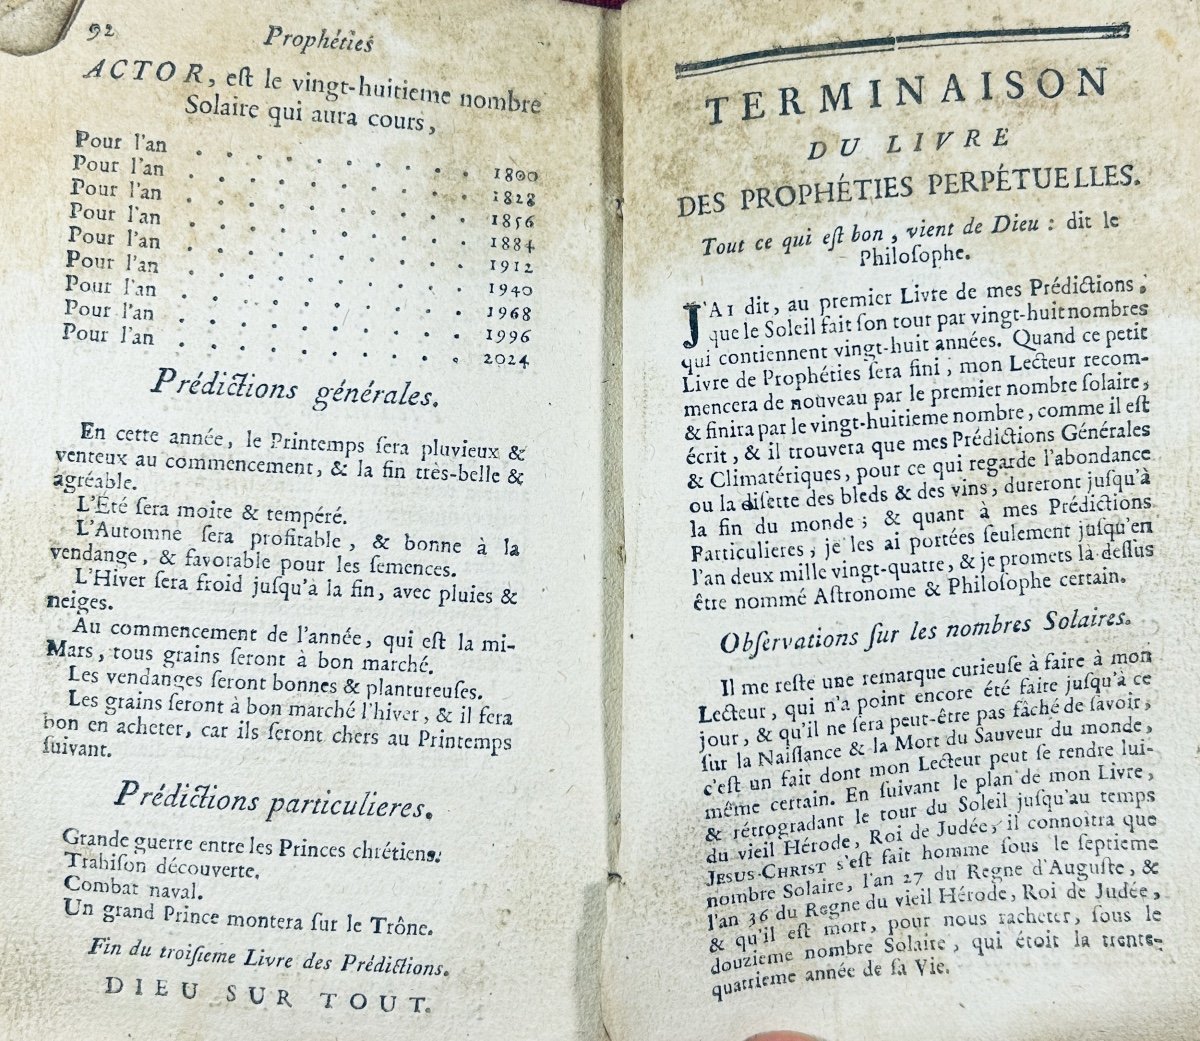 92
Prophéties
ACTOR, eſt le vingt-huitieme nombre
Solaire qui aura cours,
Pour l'an . . . . . . . . . . 1800
Pour l'an . . . . . . . . . . 1828
Pour l'an . . . . . . . . . . 1856
Pour l'an . . . . . . . . . . 1884
Pour l'an . . . . . . . . . . 1912
Pour l'an . . . . . . . . . . 1940
Pour l'an . . . . . . . . . . 1968
Pour l'an . . . . . . . . . . 1996
Pour l'an . . . . . . . . . . 2024
Prédictions générales.
En cette année, le Printemps ſera pluvieux &
venteux au commencement, & la fin très-belle &
agréable.
L'Été ſera moite & tempéré.
L'Automne ſera profitable, & bonne à la
vendange, & favorable pour les ſemences.
L'Hiver ſera froid juſqu'à la fin, avec pluies &
neiges.
Au commencement de l'année, qui eſt la mi-
Mars, tous grains ſeront à bon marché.
Les vendanges ſeront bonnes & plantureuſes.
Les grains ſeront à bon marché l'hiver, & il ſera
bon en acheter, car ils ſeront chers au Printemps
ſuivant.
Prédictions particulieres.
Grande guerre entre les Princes chrétiens.
Trahiſon découverte.
Combat naval.
Un grand Prince montera ſur le Trône.
Fin du troiſieme Livre des Prédictions.
DIEU SUR TOUT.
TERMINAISON
DU LIVRE
DES PROPHÉTIES PERPÉTUELLES.
Tout ce qui eſt bon, vient de Dieu : dit le
Philoſophe.
J'AI dit, au premier Livre de mes Prédictions,
que le Soleil fait ſon tour par vingt-huit nombres
qui contiennent vingt-huit années. Quand ce petit
Livre de Prophéties ſera fini, mon Lecteur recom-
mencera de nouveau par le premier nombre ſolaire,
& finira par le vingt-huitieme nombre, comme il eſt
écrit, & il trouvera que mes Prédictions Générales
& Climatériques, pour ce qui regarde l'abondance
ou la diſette des bleds & des vins, dureront juſqu'à
la fin du monde; & quant à mes Prédictions
Particulieres, je les ai portées ſeulement juſqu'en
l'an deux mille vingt-quatre, & je promets là deſſus
être nommé Aſtronome & Philoſophe certain.
Obſervations ſur les nombres Solaires.
Il me reſte une remarque curieuſe à faire à mon
Lecteur, qui n'a point encore été faire juſqu'à ce
jour, & qu'il ne ſera peut-être pas fâché de ſavoir,
ſur la Naiſſance & la Mort du Sauveur du monde,
c'eſt un fait dont mon Lecteur peut ſe rendre lui-
même certain. En ſuivant le plan de mon Livre,
& rétrogradant le tour du Soleil juſqu'au temps
du vieil Hérode, Roi de Judée, il connoîtra que
JESUS-CHRIST s'eſt fait homme ſous le ſeptieme
nombre Solaire, l'an 27 du Regne d'Auguſte, &
l'an 36 du Regne du vieil Hérode, Roi de Judée,
& qu'il eſt mort, pour nous racheter, ſous le
douzieme nombre Solaire, qui étoit la trente-
quatrieme année de ſa Vie.